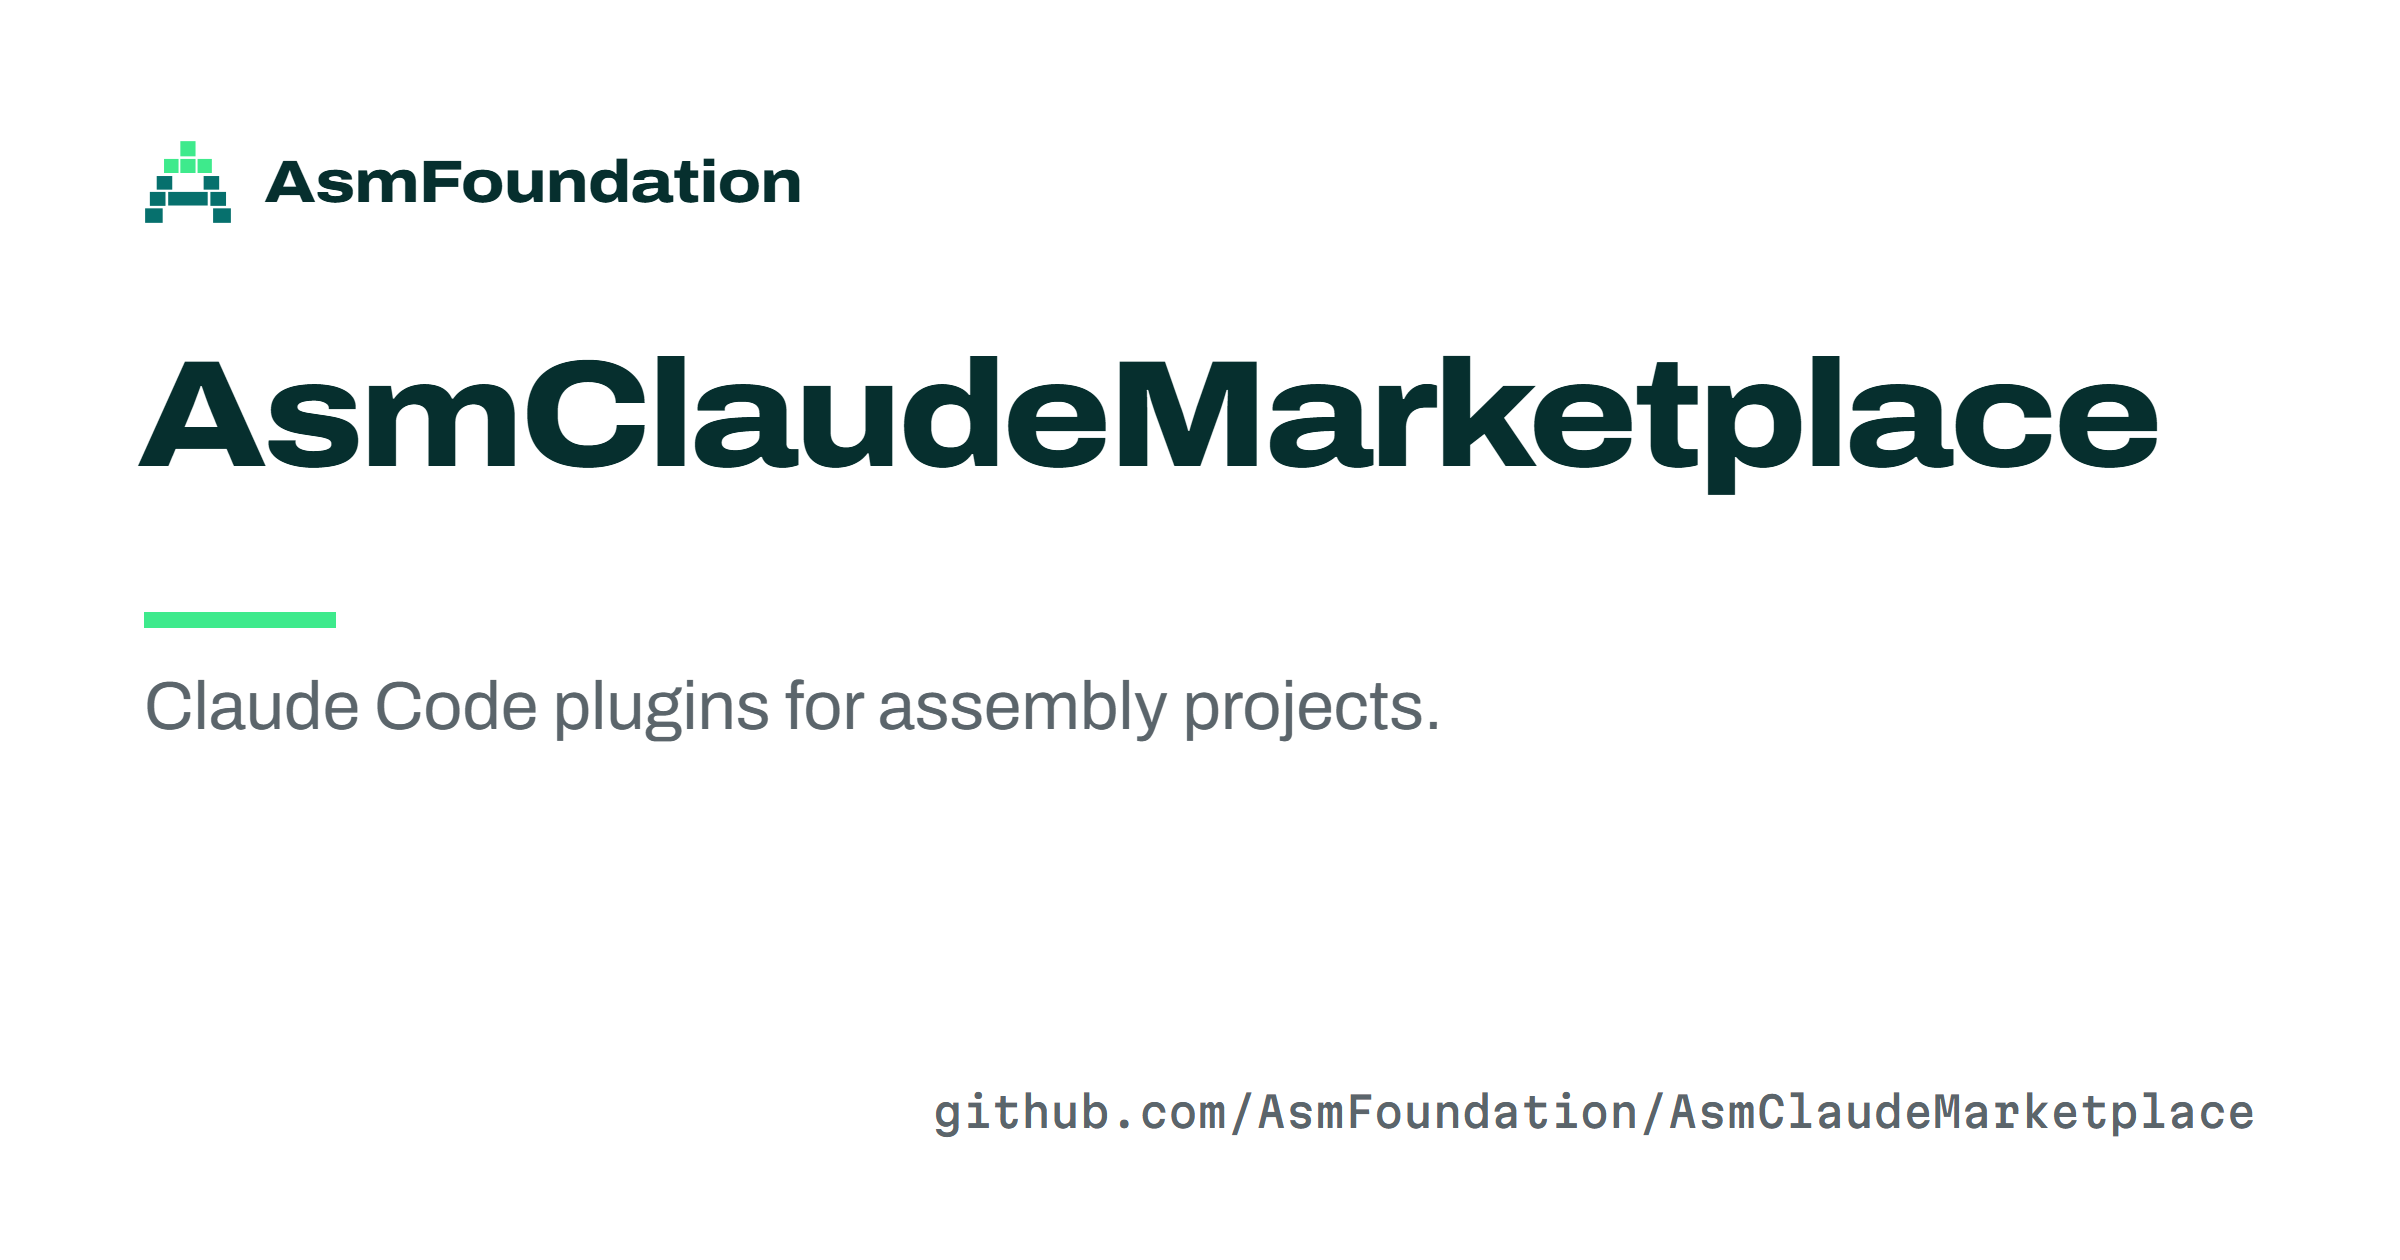 AsmFoundation
AsmClaudeMarketplace
Claude Code plugins for assembly projects.
github.com/AsmFoundation/AsmClaudeMarketplace